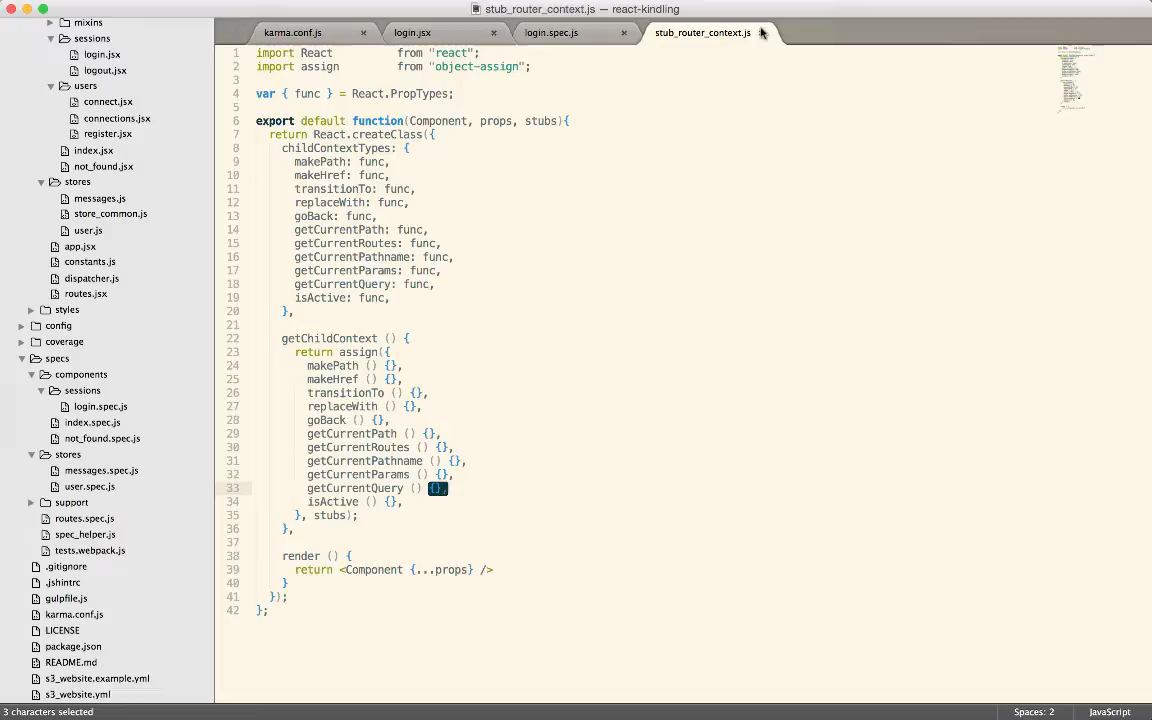 stub_router_context.js — react-kindling
karma.conf.js ×
login.jsx ×
login.spec.js ×
stub_router_context.js
mixins
sessions
login.jsx
logout.jsx
users
connect.jsx
connections.jsx
register.jsx
index.jsx
not_found.jsx
stores
messages.js
store_common.js
user.js
app.jsx
constants.js
dispatcher.js
routes.jsx
styles
config
coverage
specs
components
sessions
login.spec.js
index.spec.js
not_found.spec.js
stores
messages.spec.js
user.spec.js
support
routes.spec.js
spec_helper.js
tests.webpack.js
.gitignore
.jshintrc
gulpfile.js
karma.conf.js
LICENSE
package.json
README.md
s3_website.example.yml
s3_website.yml
1 import React from "react";
2 import assign from "object-assign";
3
4 var { func } = React.PropTypes;
5
6 export default function(Component, props, stubs){
7 return React.createClass({
8 childContextTypes: {
9 makePath: func,
10 makeHref: func,
11 transitionTo: func,
12 replaceWith: func,
13 goBack: func,
14 getCurrentPath: func,
15 getCurrentRoutes: func,
16 getCurrentPathname: func,
17 getCurrentParams: func,
18 getCurrentQuery: func,
19 isActive: func,
20 },
21
22 getChildContext () {
23 return assign({
24 makePath () {},
25 makeHref () {},
26 transitionTo () {},
27 replaceWith () {},
28 goBack () {},
29 getCurrentPath () {},
30 getCurrentRoutes () {},
31 getCurrentPathname () {},
32 getCurrentParams () {},
33 getCurrentQuery () {},
34 isActive () {},
35 }, stubs);
36 },
37
38 render () {
39 return <Component {...props} />
40 }
41 });
42 };
3 characters selected
Spaces: 2
JavaScript